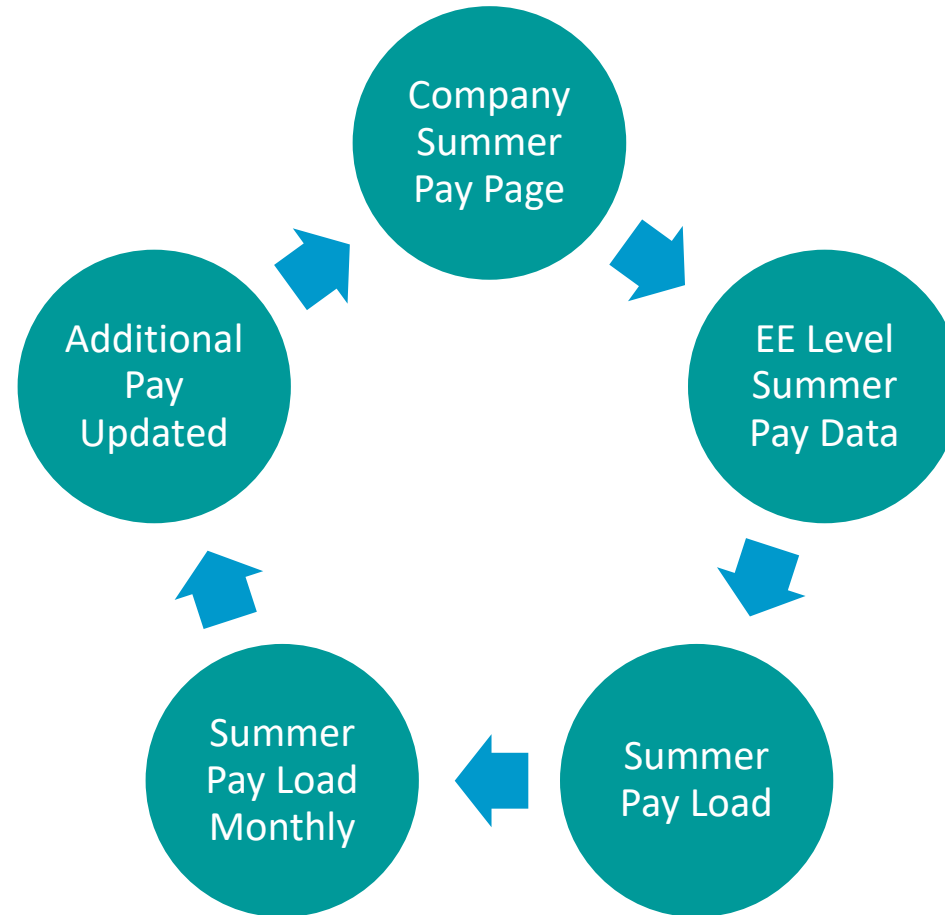 Company
Summer
Pay Page
EE Level
Summer
Pay Data
Summer
Pay Load
Summer
Pay Load
Monthly
Additional
Pay
Updated